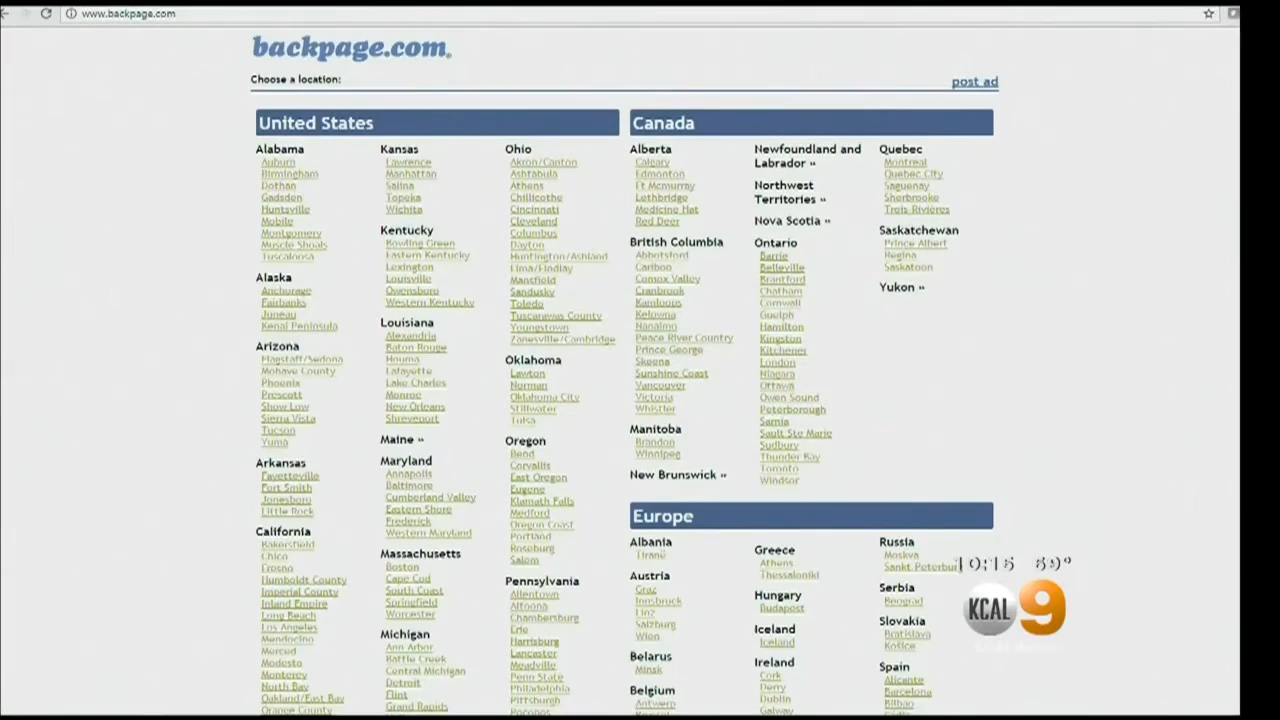 www.backpage.com
backpage.com
Choose a location:
post ad
United States
Alabama
Auburn
Birmingham
Dothan
Gadsden
Huntsville
Mobile
Montgomery
Muscle Shoals
Tuscaloosa
Alaska
Anchorage
Fairbanks
Juneau
Kenai Peninsula
Arizona
Flagstaff/Sedona
Mohave County
Phoenix
Prescott
Show Low
Sierra Vista
Tucson
Yuma
Arkansas
Fayetteville
Fort Smith
Jonesboro
Little Rock
California
Bakersfield
Chico
Fresno
Humboldt County
Imperial County
Inland Empire
Long Beach
Los Angeles
Mendocino
Merced
Modesto
Monterey
North Bay
Oakland/East Bay
Orange County
Kansas
Lawrence
Manhattan
Salina
Topeka
Wichita
Kentucky
Bowling Green
Eastern Kentucky
Lexington
Louisville
Owensboro
Western Kentucky
Louisiana
Alexandria
Baton Rouge
Houma
Lafayette
Lake Charles
Monroe
New Orleans
Shreveport
Maine »
Maryland
Annapolis
Baltimore
Cumberland Valley
Eastern Shore
Frederick
Western Maryland
Massachusetts
Boston
Cape Cod
South Coast
Springfield
Worcester
Michigan
Ann Arbor
Battle Creek
Central Michigan
Detroit
Flint
Grand Rapids
Ohio
Akron/Canton
Ashtabula
Athens
Chillicothe
Cincinnati
Cleveland
Columbus
Dayton
Huntington/Ashland
Lima/Findlay
Mansfield
Sandusky
Toledo
Tuscarawas County
Youngstown
Zanesville/Cambridge
Oklahoma
Lawton
Norman
Oklahoma City
Stillwater
Tulsa
Oregon
Bend
Corvallis
East Oregon
Eugene
Klamath Falls
Medford
Oregon Coast
Portland
Roseburg
Salem
Pennsylvania
Allentown
Altoona
Chambersburg
Erie
Harrisburg
Lancaster
Meadville
Penn State
Philadelphia
Pittsburgh
Poconos
Canada
Alberta
Calgary
Edmonton
Ft Mcmurray
Lethbridge
Medicine Hat
Red Deer
British Columbia
Abbotsford
Cariboo
Comox Valley
Cranbrook
Kamloops
Kelowna
Nanaimo
Peace River Country
Prince George
Skeena
Sunshine Coast
Vancouver
Victoria
Whistler
Manitoba
Brandon
Winnipeg
New Brunswick »
Newfoundland and
Labrador »
Northwest
Territories »
Nova Scotia »
Ontario
Barrie
Belleville
Brantford
Chatham
Cornwall
Guelph
Hamilton
Kingston
Kitchener
London
Niagara
Ottawa
Owen Sound
Peterborough
Sarnia
Sault Ste Marie
Sudbury
Thunder Bay
Toronto
Windsor
Quebec
Montreal
Quebec City
Saguenay
Sherbrooke
Trois-Rivières
Saskatchewan
Prince Albert
Regina
Saskatoon
Yukon »
Europe
Albania
Tiranë
Austria
Graz
Innsbruck
Linz
Salzburg
Wien
Belarus
Minsk
Belgium
Antwerp
Greece
Athens
Thessaloniki
Hungary
Budapest
Iceland
Iceland
Ireland
Cork
Derry
Dublin
Galway
Russia
Moskva
Sankt Peterburg
Serbia
Beograd
Slovakia
Bratislava
Košice
Spain
Alicante
Barcelona
Bilbao
Cádiz
10:15 59°
KCAL 9